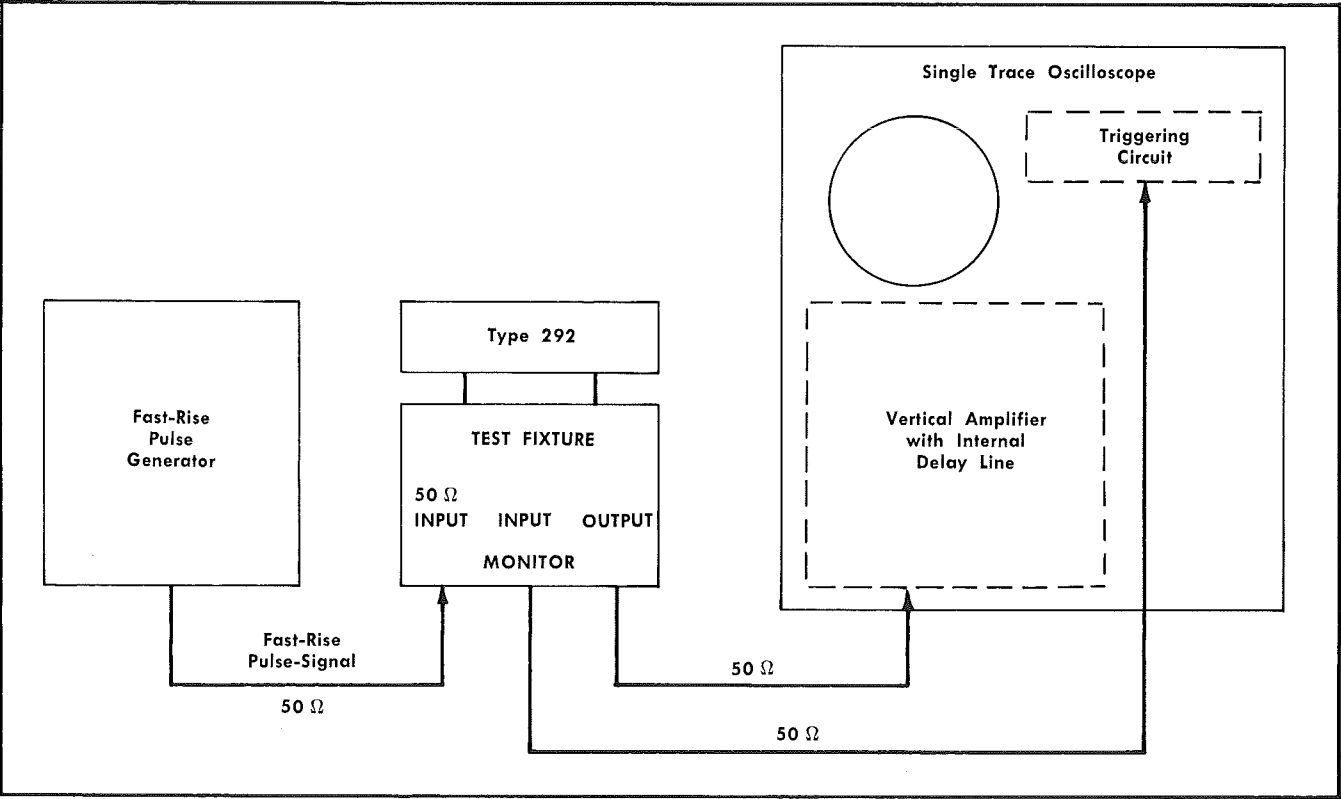 Single Trace Oscilloscope
Triggering
Circuit
Type 292
Fast-Rise
Pulse
Generator
TEST FIXTURE
50 Ω
INPUT INPUT OUTPUT
MONITOR
Vertical Amplifier
with Internal
Delay Line
Fast-Rise
Pulse-Signal
50 Ω
50 Ω
50 Ω